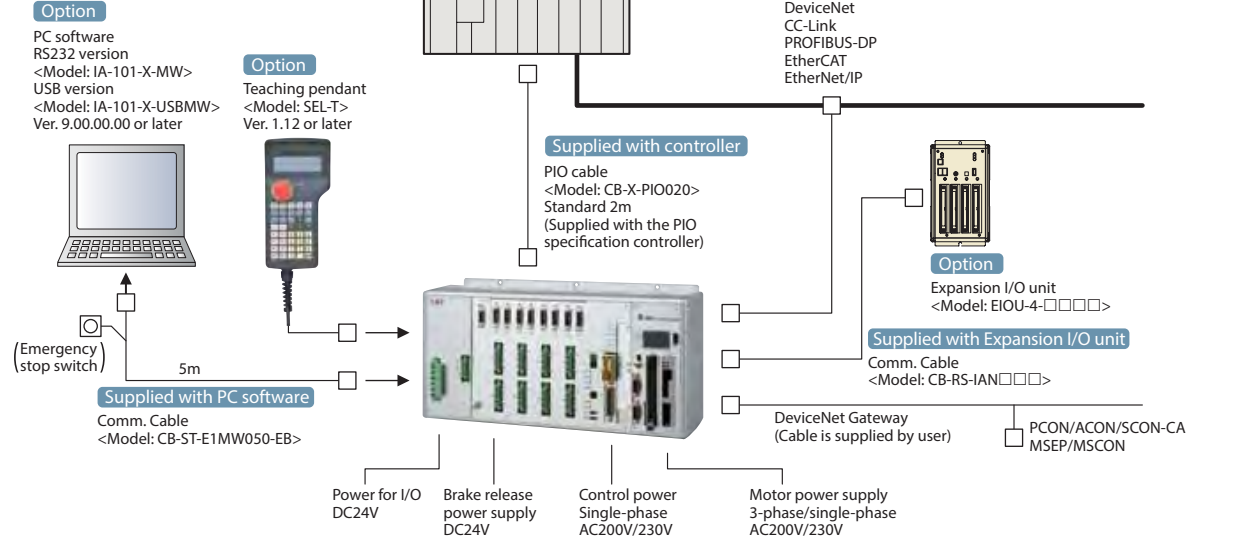 Option
PC software
RS232 version
<Model: IA-101-X-MW>
USB version
<Model: IA-101-X-USBMW>
Ver. 9.00.00.00 or later
Option
Teaching pendant
<Model: SEL-T>
Ver. 1.12 or later
DeviceNet
CC-Link
PROFIBUS-DP
EtherCAT
EtherNet/IP
Supplied with controller
PIO cable
<Model: CB-X-PIO020>
Standard 2m
(Supplied with the PIO
specification controller)
Option
Expansion I/O unit
<Model: EIOU-4-□□□□>
Supplied with Expansion I/O unit
Comm. Cable
<Model: CB-RS-IAN□□□>
(Emergency
stop switch)
5m
Supplied with PC software
Comm. Cable
<Model: CB-ST-E1MW050-EB>
DeviceNet Gateway
(Cable is supplied by user)
PCON/ACON/SCON-CA
MSEP/MSCON
Power for I/O
DC24V
Brake release
power supply
DC24V
Control power
Single-phase
AC200V/230V
Motor power supply
3-phase/single-phase
AC200V/230V